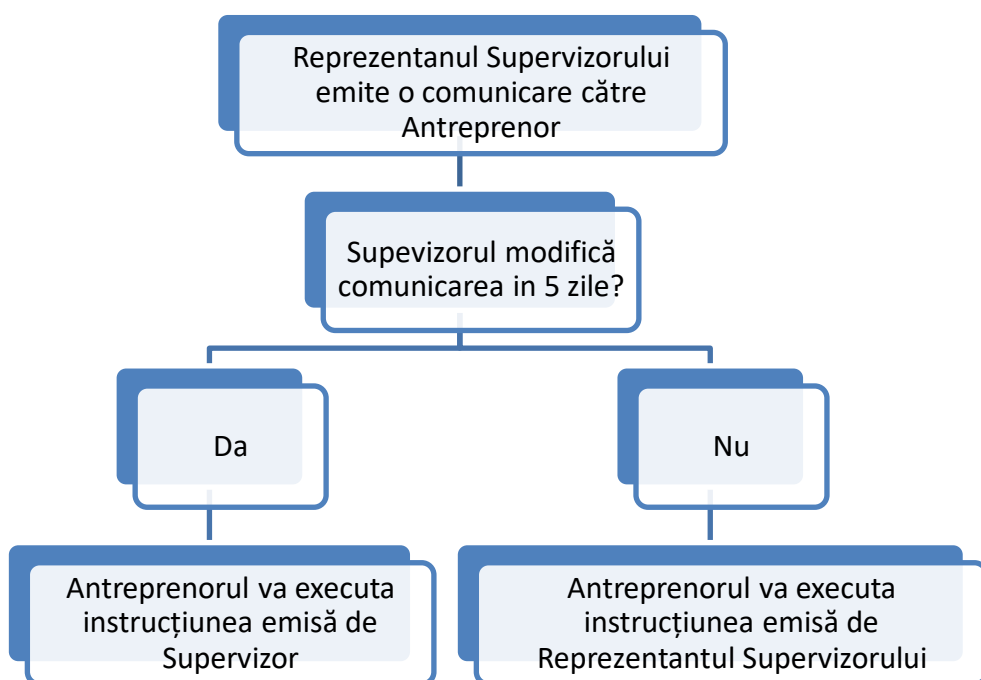 Reprezentanul Supervizorului
emite o comunicare către
Antreprenor
Supevizorul modifică
comunicarea in 5 zile?
Da
Nu
Antreprenorul va executa
instrucțiunea emisă de
Supervizor
Antreprenorul va executa
instrucțiunea emisă de
Reprezentantul Supervizorului